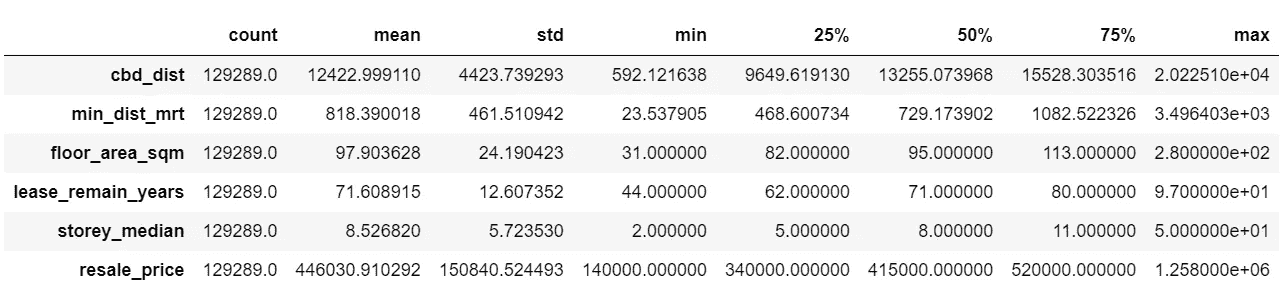 count mean std min 25% 50% 75% max
cbd_dist 129289.0 12422.999110 4423.739293 592.121638 9649.619130 13255.073968 15528.303516 2.022510e+04
min_dist_mrt 129289.0 818.390018 461.510942 23.537905 468.600734 729.173902 1082.522326 3.496403e+03
floor_area_sqm 129289.0 97.903628 24.190423 31.000000 82.000000 95.000000 113.000000 2.800000e+02
lease_remain_years 129289.0 71.608915 12.607352 44.000000 62.000000 71.000000 80.000000 9.700000e+01
storey_median 129289.0 8.526820 5.723530 2.000000 5.000000 8.000000 11.000000 5.000000e+01
resale_price 129289.0 446030.910292 150840.524493 140000.000000 340000.000000 415000.000000 520000.000000 1.258000e+06